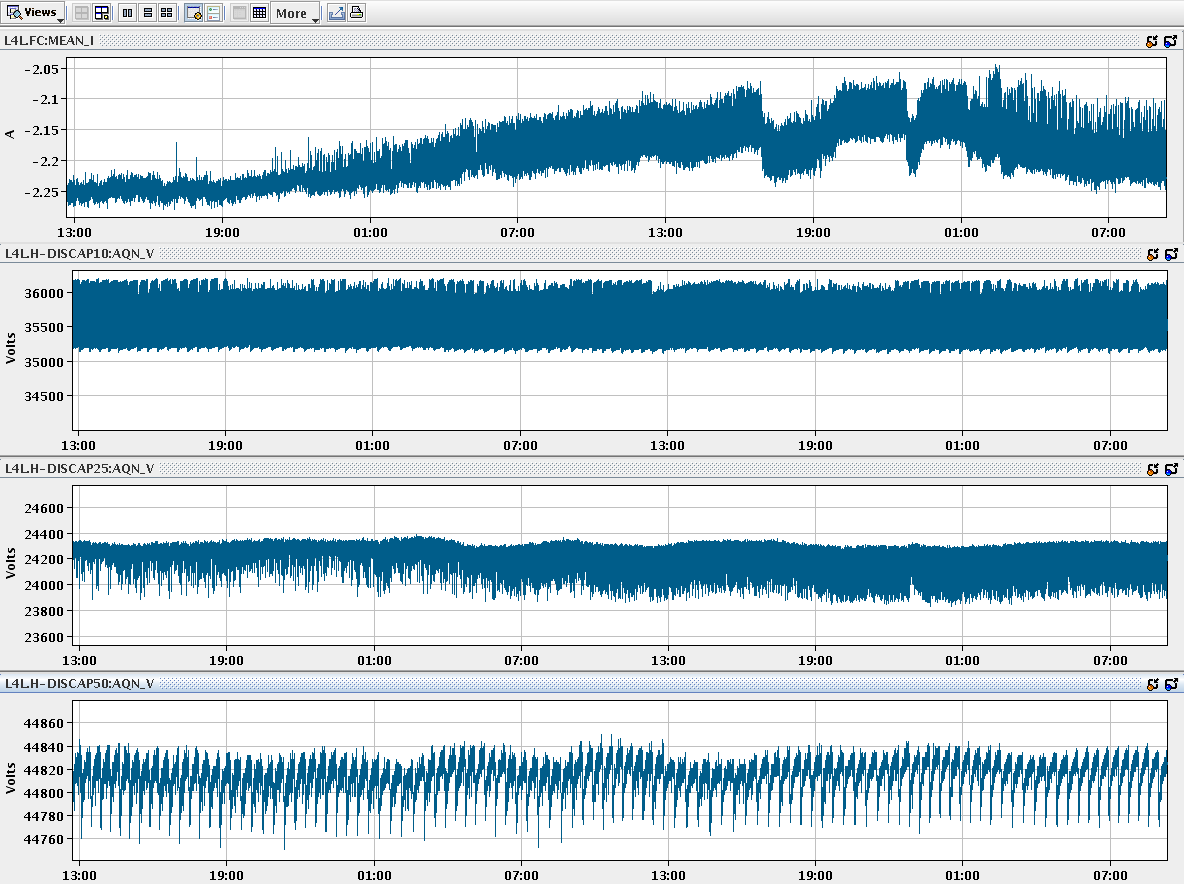 Views More
L4L.FC:MEAN_I
-2.05
-2.1
-2.15
-2.2
-2.25
A
13:00 19:00 01:00 07:00 13:00 19:00 01:00 07:00
L4L.H-DISCAP10:AQN_V
36000
35500
35000
34500
Volts
13:00 19:00 01:00 07:00 13:00 19:00 01:00 07:00
L4L.H-DISCAP25:AQN_V
24600
24400
24200
24000
23800
23600
Volts
13:00 19:00 01:00 07:00 13:00 19:00 01:00 07:00
L4L.H-DISCAP50:AQN_V
44860
44840
44820
44800
44780
44760
Volts
13:00 19:00 01:00 07:00 13:00 19:00 01:00 07:00